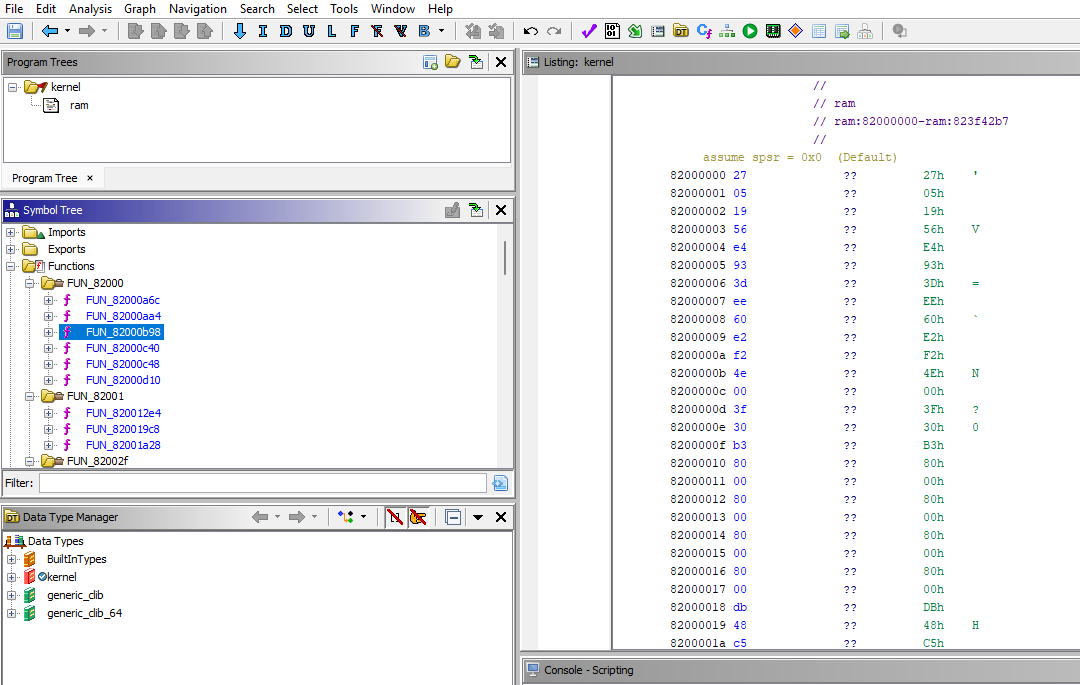 File Edit Analysis Graph Navigation Search Select Tools Window Help
I D U L F V B
Program Trees
kernel
ram
Program Tree ×
Symbol Tree
Imports
Exports
Functions
FUN_82000
FUN_82000a6c
FUN_82000aa4
FUN_82000b98
FUN_82000c40
FUN_82000c48
FUN_82000d10
FUN_82001
FUN_820012e4
FUN_820019c8
FUN_82001a28
FUN_82002f
Filter:
Data Type Manager
Data Types
BuiltInTypes
kernel
generic_clib
generic_clib_64
Listing: kernel
//
// ram
// ram:82000000-ram:823f42b7
//
assume spsr = 0x0 (Default)
82000000 27 ?? 27h '
82000001 05 ?? 05h
82000002 19 ?? 19h
82000003 56 ?? 56h V
82000004 e4 ?? E4h
82000005 93 ?? 93h
82000006 3d ?? 3Dh =
82000007 ee ?? EEh
82000008 60 ?? 60h `
82000009 e2 ?? E2h
8200000a f2 ?? F2h
8200000b 4e ?? 4Eh N
8200000c 00 ?? 00h
8200000d 3f ?? 3Fh ?
8200000e 30 ?? 30h 0
8200000f b3 ?? B3h
82000010 80 ?? 80h
82000011 00 ?? 00h
82000012 80 ?? 80h
82000013 00 ?? 00h
82000014 80 ?? 80h
82000015 00 ?? 00h
82000016 80 ?? 80h
82000017 00 ?? 00h
82000018 db ?? DBh
82000019 48 ?? 48h H
8200001a c5 ?? C5h
Console - Scripting